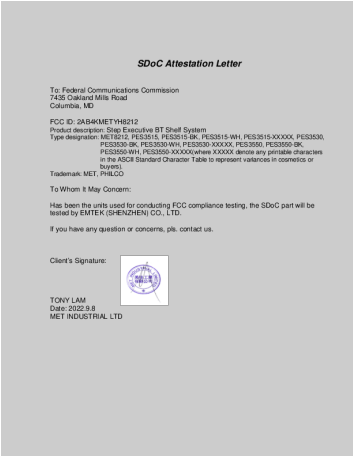 SDoC Attestation Letter
To: Federal Communications Commission
7435 Oakland Mills Road
Columbia, MD
FCC ID: 2AB4KMETYH8212
Product description: Step Executive BT Shelf System
Type designation: MET8212, PES3515, PES3515-BK, PES3515-WH, PES3515-XXXXX, PES3530,
PES3530-BK, PES3530-WH, PES3530-XXXXX, PES3550, PES3550-BK,
PES3550-WH, PES3550-XXXXX(where XXXXX denote any printable characters
in the ASCII Standard Character Table to represent variances in cosmetics or
buyers).
Trademark: MET, PHILCO
To Whom It May Concern:
Has been the units used for conducting FCC compliance testing, the SDoC part will be
tested by EMTEK (SHENZHEN) CO., LTD.
If you have any question or concerns, pls. contact us.
Client's Signature:
TONY LAM
Date: 2022.9.8
MET INDUSTRIAL LTD